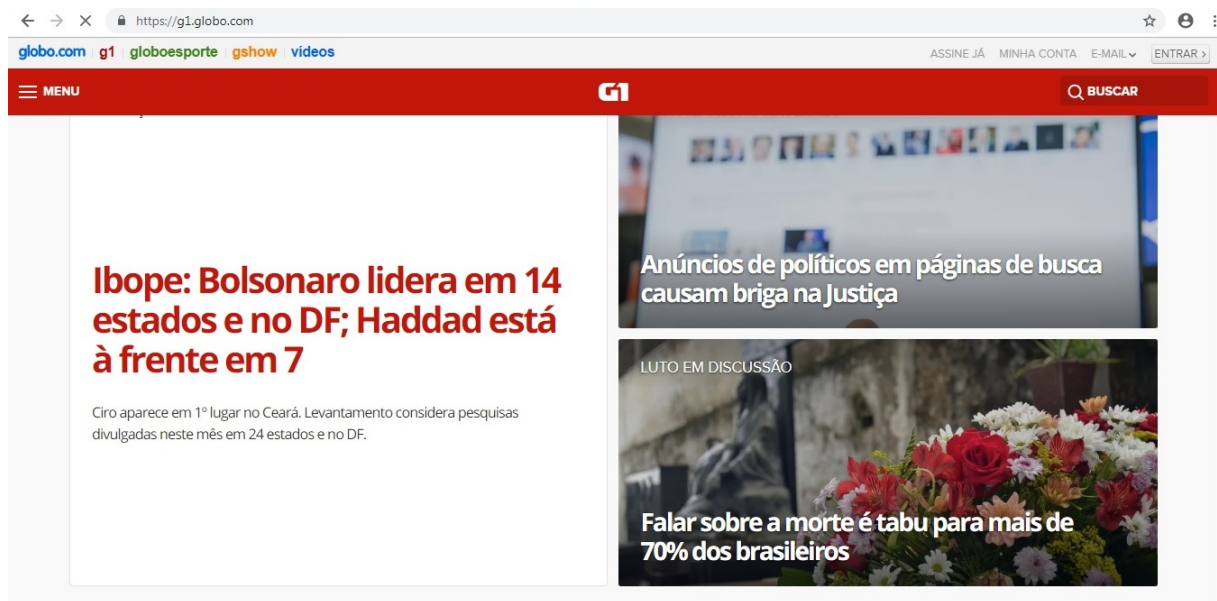 https://g1.globo.com
globo.com g1 globoesporte gshow vídeos
ASSINE JÁ MINHA CONTA E-MAIL ENTRAR >
MENU
G1
BUSCAR
Ibope: Bolsonaro lidera em 14
estados e no DF; Haddad está
à frente em 7
Ciro aparece em 1º lugar no Ceará. Levantamento considera pesquisas
divulgadas neste mês em 24 estados e no DF.
Anúncios de políticos em páginas de busca
causam briga na Justiça
LUTO EM DISCUSSÃO
Falar sobre a morte é tabu para mais de
70% dos brasileiros